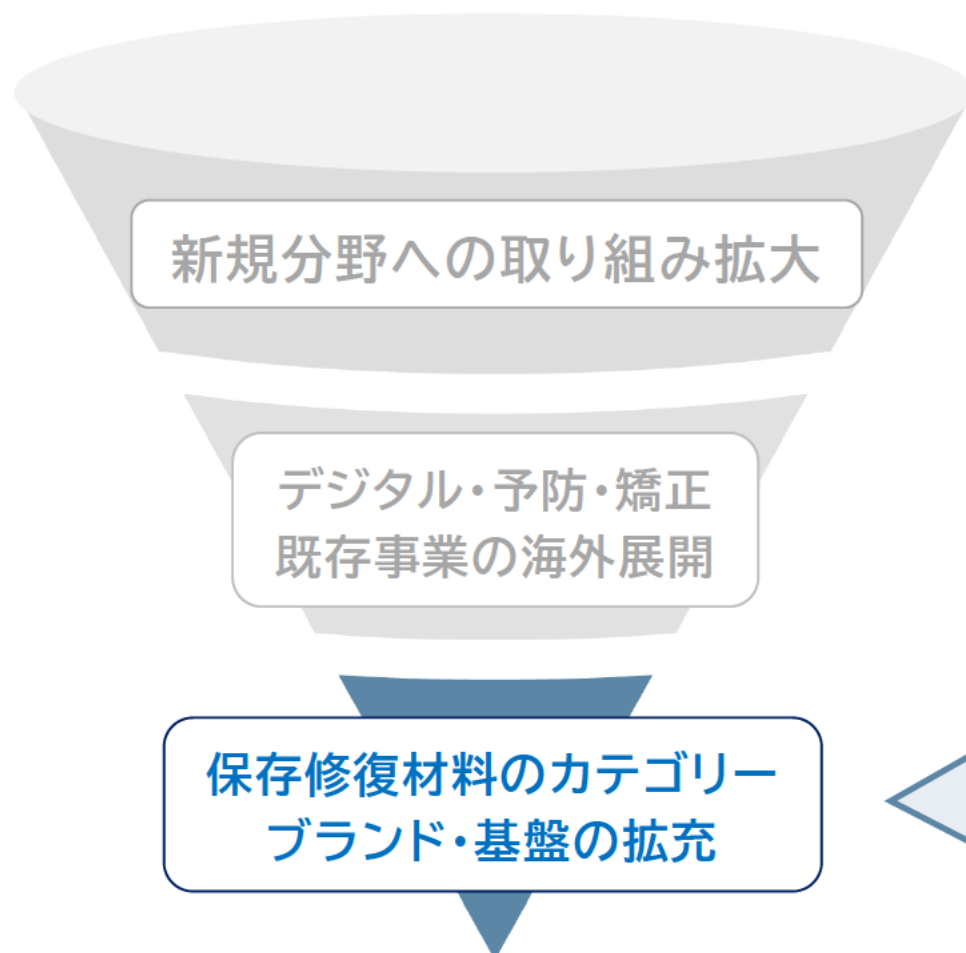 新規分野への取り組み拡大
デジタル・予防・矯正
既存事業の海外展開
保存修復材料のカテゴリー
ブランド・基盤の拡充